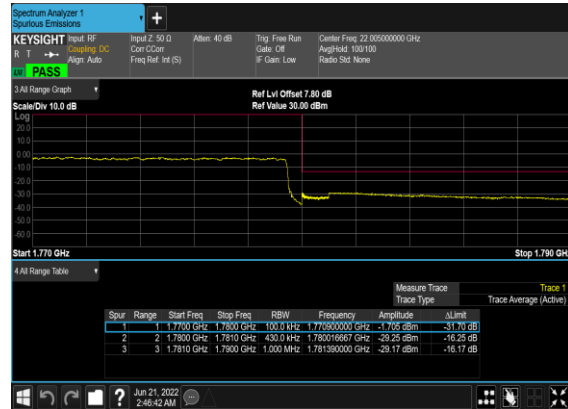 Spectrum Analyzer 1
Spurious Emissions
+
KEYSIGHT Input: RF Input Z: 50 Ω Atten: 40 dB Trig: Free Run Center Freq: 22.005000000 GHz
R T Coupling: DC Corr CCorr Gate: Off Avg|Hold: 100/100
Align: Auto Freq Ref: Int (S) IF Gain: Low Radio Std: None
LW PASS
3 All Range Graph
Ref Lvl Offset 7.80 dB
Scale/Div 10.0 dB Ref Value 30.00 dBm
Log
20.0
10.0
0.00
-10.0
-20.0
-30.0
-40.0
-50.0
-60.0
Start 1.770 GHz Stop 1.790 GHz
4 All Range Table
Measure Trace Trace 1
Trace Type Trace Average (Active)
Spur Range Start Freq Stop Freq RBW Frequency Amplitude ΔLimit
1 1 1.7700 GHz 1.7800 GHz 100.0 kHz 1.770900000 GHz -1.705 dBm -31.70 dB
2 2 1.7800 GHz 1.7810 GHz 430.0 kHz 1.780016667 GHz -29.25 dBm -16.25 dB
3 3 1.7810 GHz 1.7900 GHz 1.000 MHz 1.781390000 GHz -29.17 dBm -16.17 dB
? Jun 21, 2022
2:46:42 AM